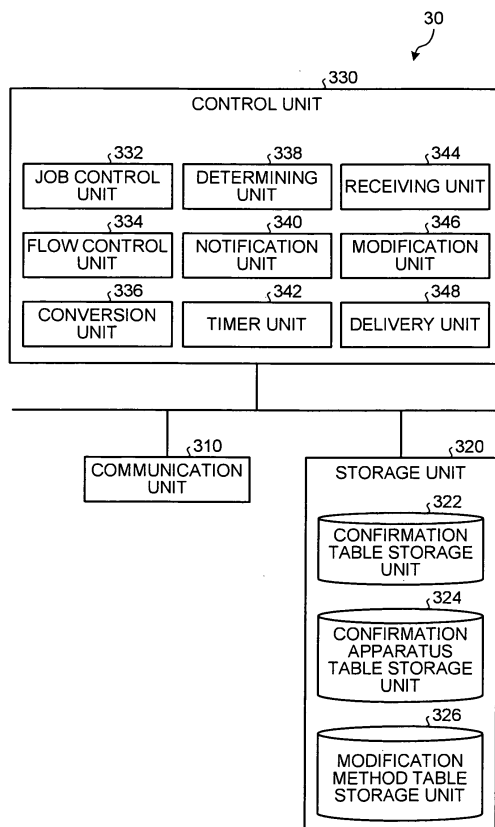 30
330
CONTROL UNIT
332
JOB CONTROL
UNIT
338
DETERMINING
UNIT
344
RECEIVING UNIT
334
FLOW CONTROL
UNIT
340
NOTIFICATION
UNIT
346
MODIFICATION
UNIT
336
CONVERSION
UNIT
342
TIMER UNIT
348
DELIVERY UNIT
310
COMMUNICATION
UNIT
320
STORAGE UNIT
322
CONFIRMATION
TABLE STORAGE
UNIT
324
CONFIRMATION
APPARATUS
TABLE STORAGE
UNIT
326
MODIFICATION
METHOD TABLE
STORAGE UNIT